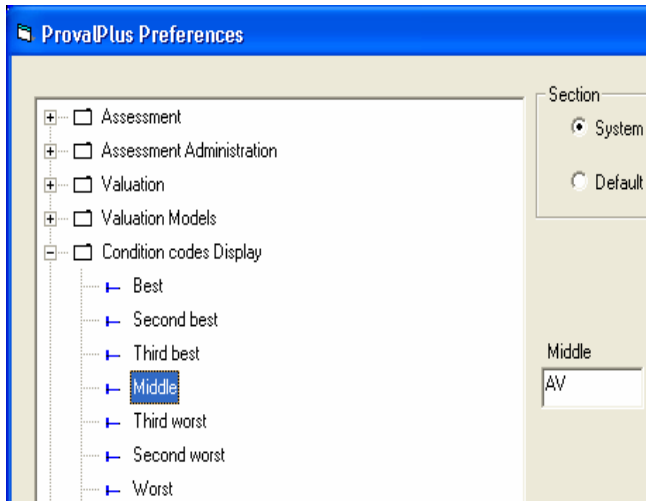 ProvalPlus Preferences
Assessment
Assessment Administration
Valuation
Valuation Models
Condition codes Display
Best
Second best
Third best
Middle
Third worst
Second worst
Worst
Section
System
Default
Middle
AV